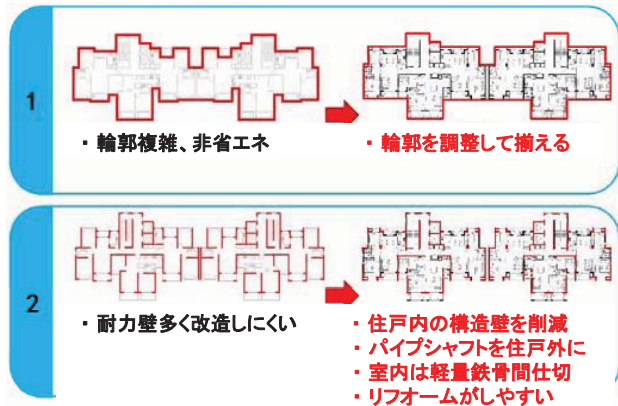 1
・輪郭複雑、非省エネ
・輪郭を調整して揃える
2
・耐力壁多く改造しにくい
・住戸内の構造壁を削減
・パイプシャフトを住戸外に
・室内は軽量鉄骨間仕切
・リフオームがしやすい